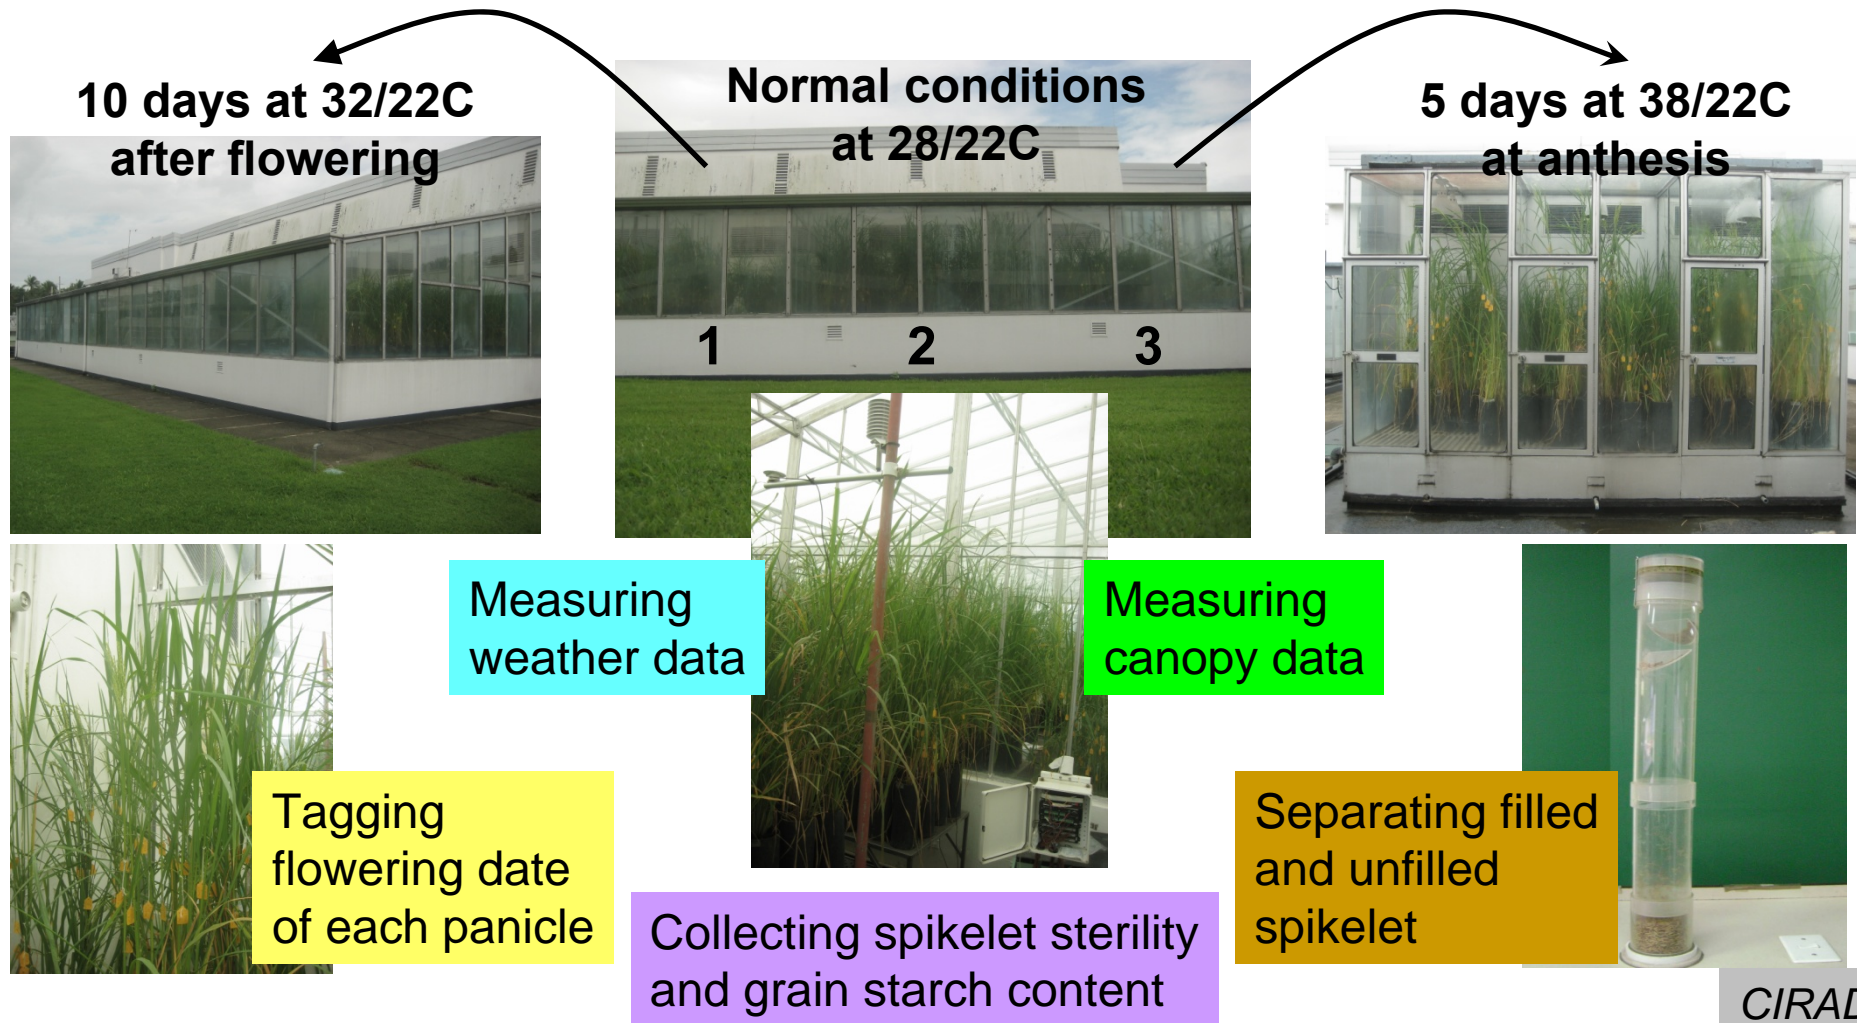 10 days at 32/22C
after flowering
Normal conditions
at 28/22C
5 days at 38/22C
at anthesis
1
2
3
Measuring
weather data
Measuring
canopy data
Tagging
flowering date
of each panicle
Separating filled
and unfilled
spikelet
Collecting spikelet sterility
and grain starch content
CIRAD